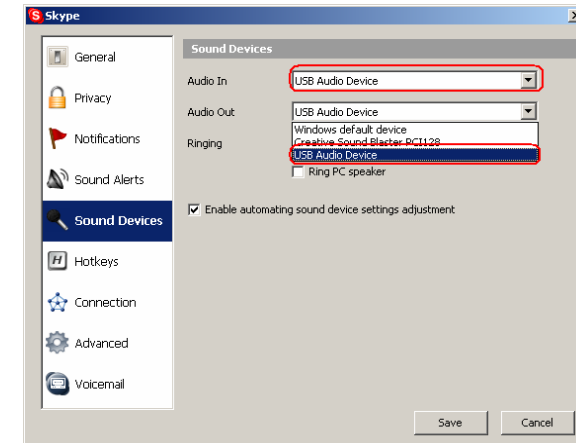 Skype
General
Privacy
Notifications
Sound Alerts
Sound Devices
Hotkeys
Connection
Advanced
Voicemail
Sound Devices
Audio In
USB Audio Device
Audio Out
USB Audio Device
Windows default device
Creative Sound Blaster PCI128
USB Audio Device
Ringing
Ring PC speaker
Enable automating sound device settings adjustment
Save
Cancel